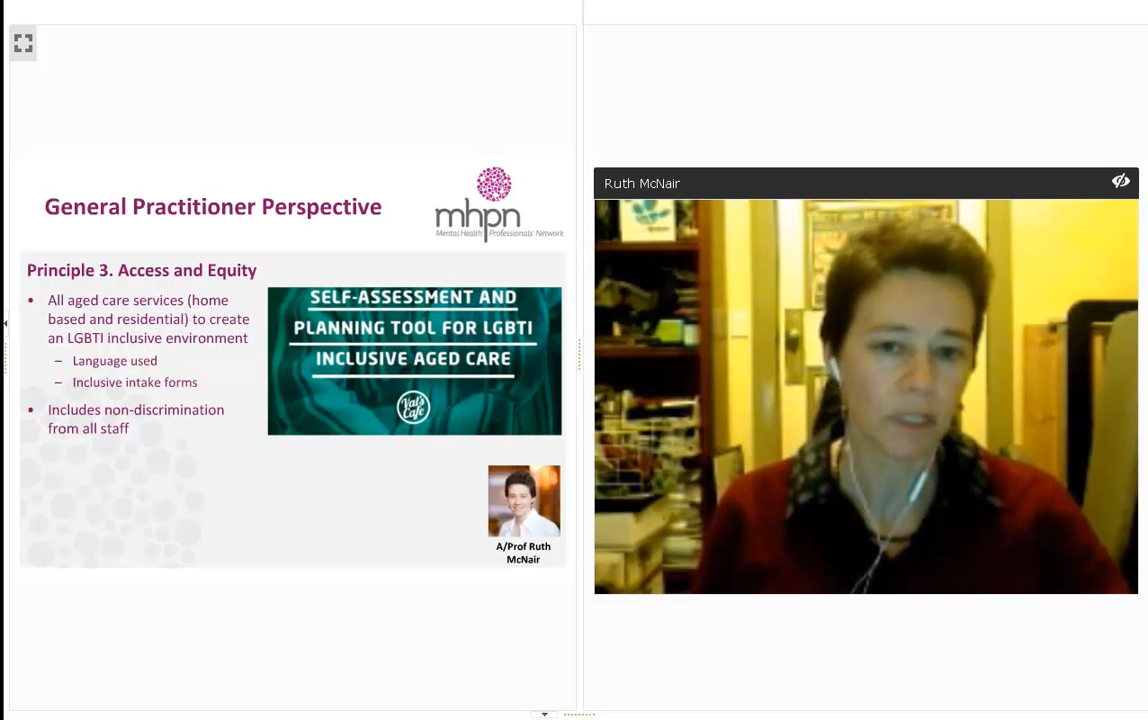 General Practitioner Perspective
mhpn
Mental Health Professionals' Network
Principle 3. Access and Equity
• All aged care services (home
based and residential) to create
an LGBTI inclusive environment
– Language used
– Inclusive intake forms
• Includes non-discrimination
from all staff
SELF-ASSESSMENT AND
PLANNING TOOL FOR LGBTI
INCLUSIVE AGED CARE
Val's
Cafe
A/Prof Ruth
McNair
Ruth McNair